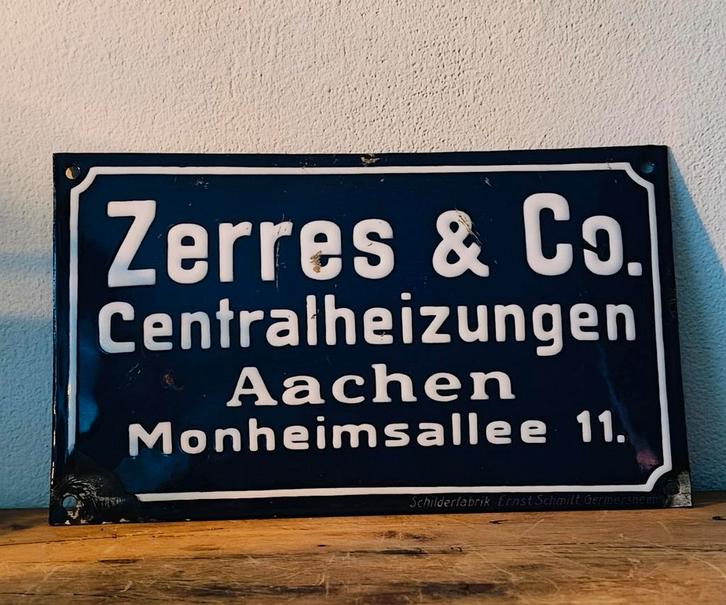 Zerres & Co.
Centralheizungen
Aachen
Monheimsallee 11.
Schilderfabrik Ernst Schmitt, Germersheim